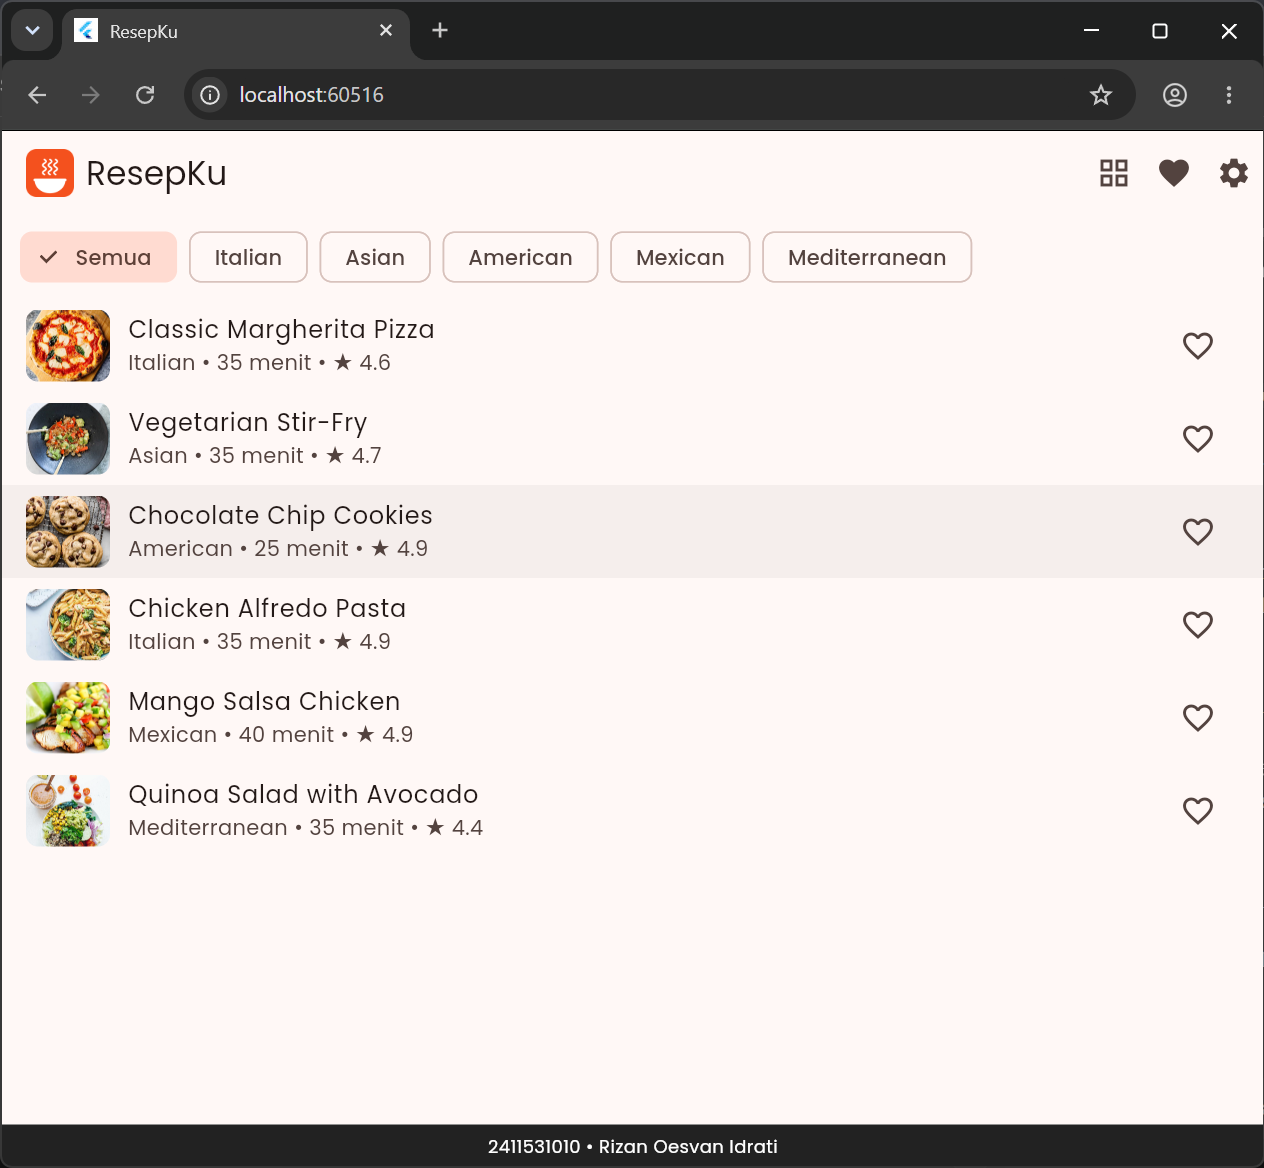 ResepKu
localhost:60516
ResepKu
Semua
Italian
Asian
American
Mexican
Mediterranean
Classic Margherita Pizza
Italian • 35 menit • ★ 4.6
Vegetarian Stir-Fry
Asian • 35 menit • ★ 4.7
Chocolate Chip Cookies
American • 25 menit • ★ 4.9
Chicken Alfredo Pasta
Italian • 35 menit • ★ 4.9
Mango Salsa Chicken
Mexican • 40 menit • ★ 4.9
Quinoa Salad with Avocado
Mediterranean • 35 menit • ★ 4.4
2411531010 • Rizan Oesvan Idrati